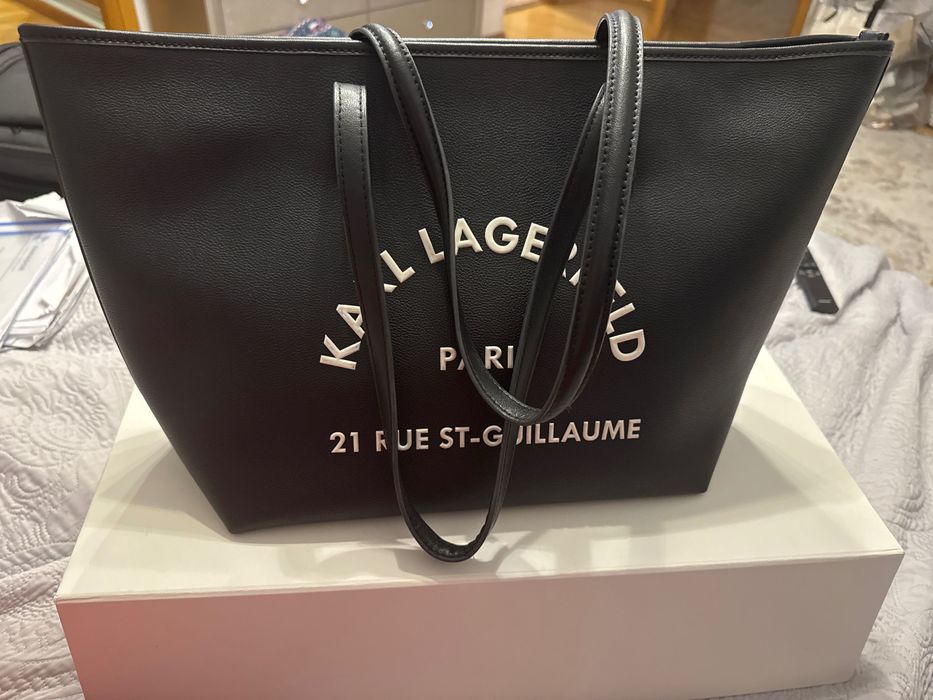 KARL LAGERFELD
PARIS
21 RUE ST-GUILLAUME